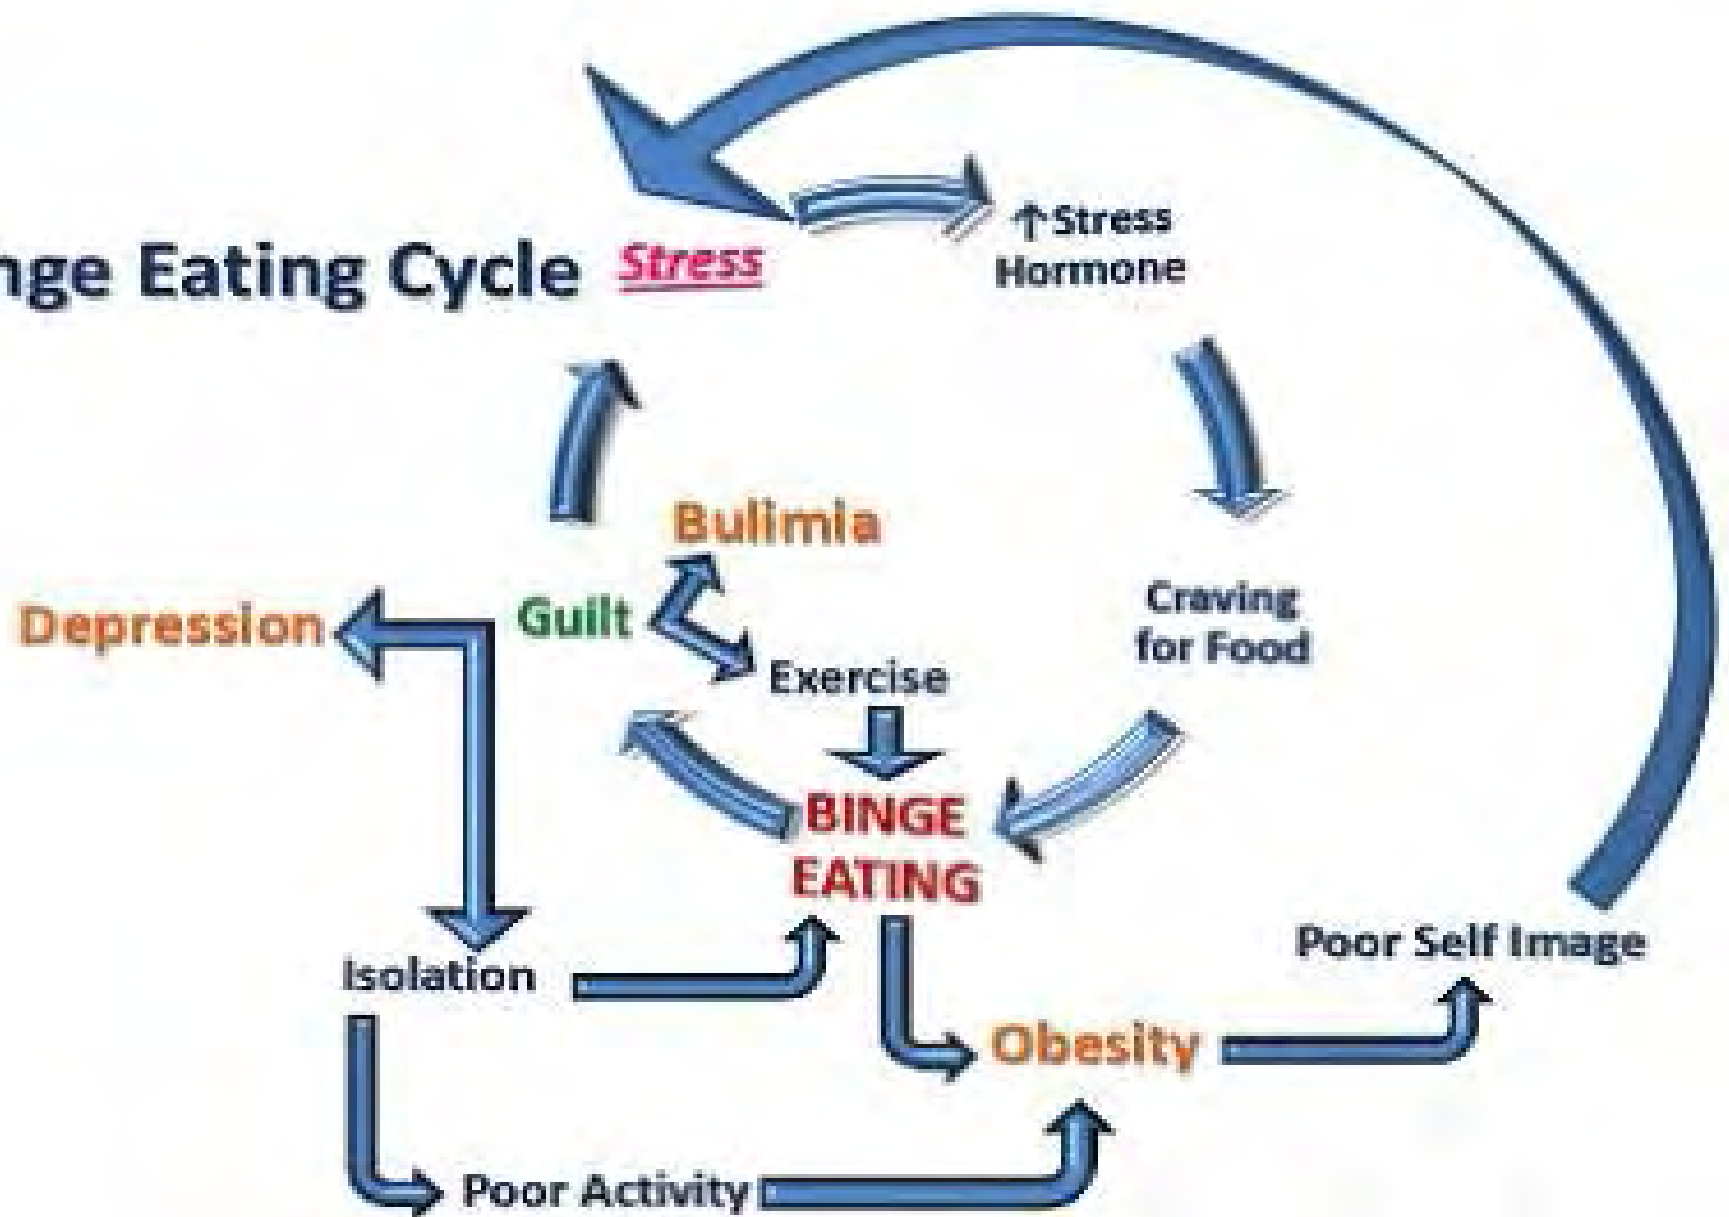 ↑Stress
Hormone
nge Eating Cycle
Stress
Bulimia
Craving
for Food
Depression
Guilt
Exercise
BINGE
EATING
Poor Self Image
Isolation
Obesity
Poor Activity